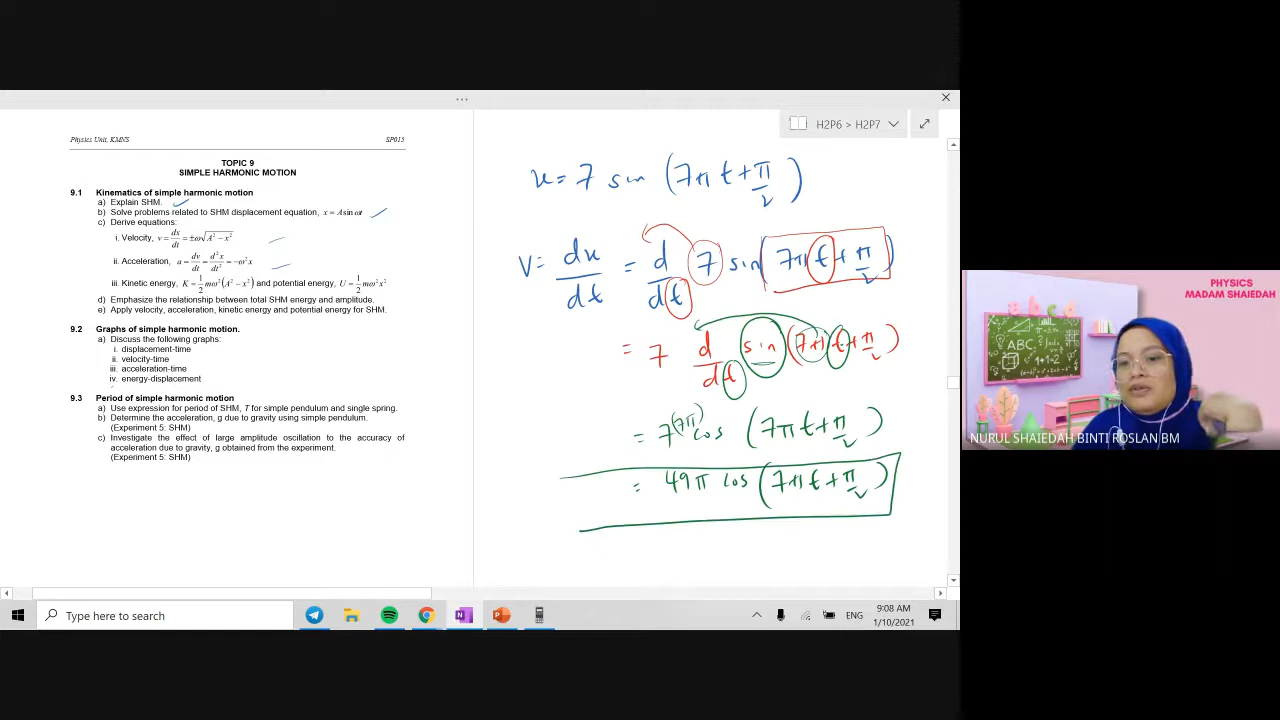 H2P6 > H2P7
Physics Unit, KMNS SP015
TOPIC 9
SIMPLE HARMONIC MOTION
9.1 Kinematics of simple harmonic motion
a) Explain SHM.
b) Solve problems related to SHM displacement equation, x = A sin ωt
c) Derive equations:
i. Velocity, v = dx/dt = ±ω√(A² − x²)
ii. Acceleration, a = dv/dt = d²x/dt² = −ω²x
iii. Kinetic energy, K = 1/2 mω²(A² − x²) and potential energy, U = 1/2 mω²x²
d) Emphasize the relationship between total SHM energy and amplitude.
e) Apply velocity, acceleration, kinetic energy and potential energy for SHM.
9.2 Graphs of simple harmonic motion.
a) Discuss the following graphs:
i. displacement-time
ii. velocity-time
iii. acceleration-time
iv. energy-displacement
9.3 Period of simple harmonic motion
a) Use expression for period of SHM, T for simple pendulum and single spring.
b) Determine the acceleration, g due to gravity using simple pendulum.
(Experiment 5: SHM)
c) Investigate the effect of large amplitude oscillation to the accuracy of
acceleration due to gravity, g obtained from the experiment.
(Experiment 5: SHM)
x = 7 sin (7π t + π/2)
v = dx/dt = d/dt 7 sin (7π t + π/2)
= 7 d/dt sin (7π t + π/2)
= 7(7π) cos (7π t + π/2)
= 49π cos (7π t + π/2)
PHYSICS
MADAM SHAIEDAH
ABC
1+1=2
NURUL SHAIEDAH BINTI ROSLAN BM
Type here to search
ENG
9:08 AM
1/10/2021